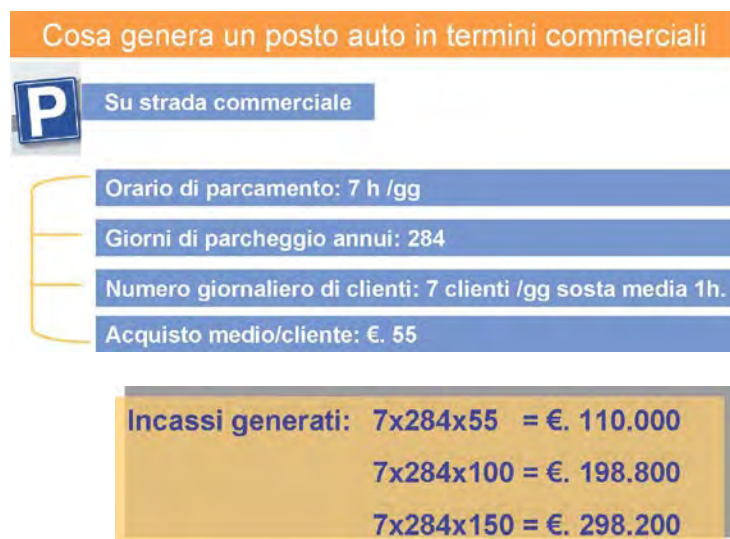 Cosa genera un posto auto in termini commerciali
P
Su strada commerciale
Orario di parcamento: 7 h /gg
Giorni di parcheggio annui: 284
Numero giornaliero di clienti: 7 clienti /gg sosta media 1h.
Acquisto medio/cliente: €. 55
Incassi generati: 7x284x55 = €. 110.000
7x284x100 = €. 198.800
7x284x150 = €. 298.200